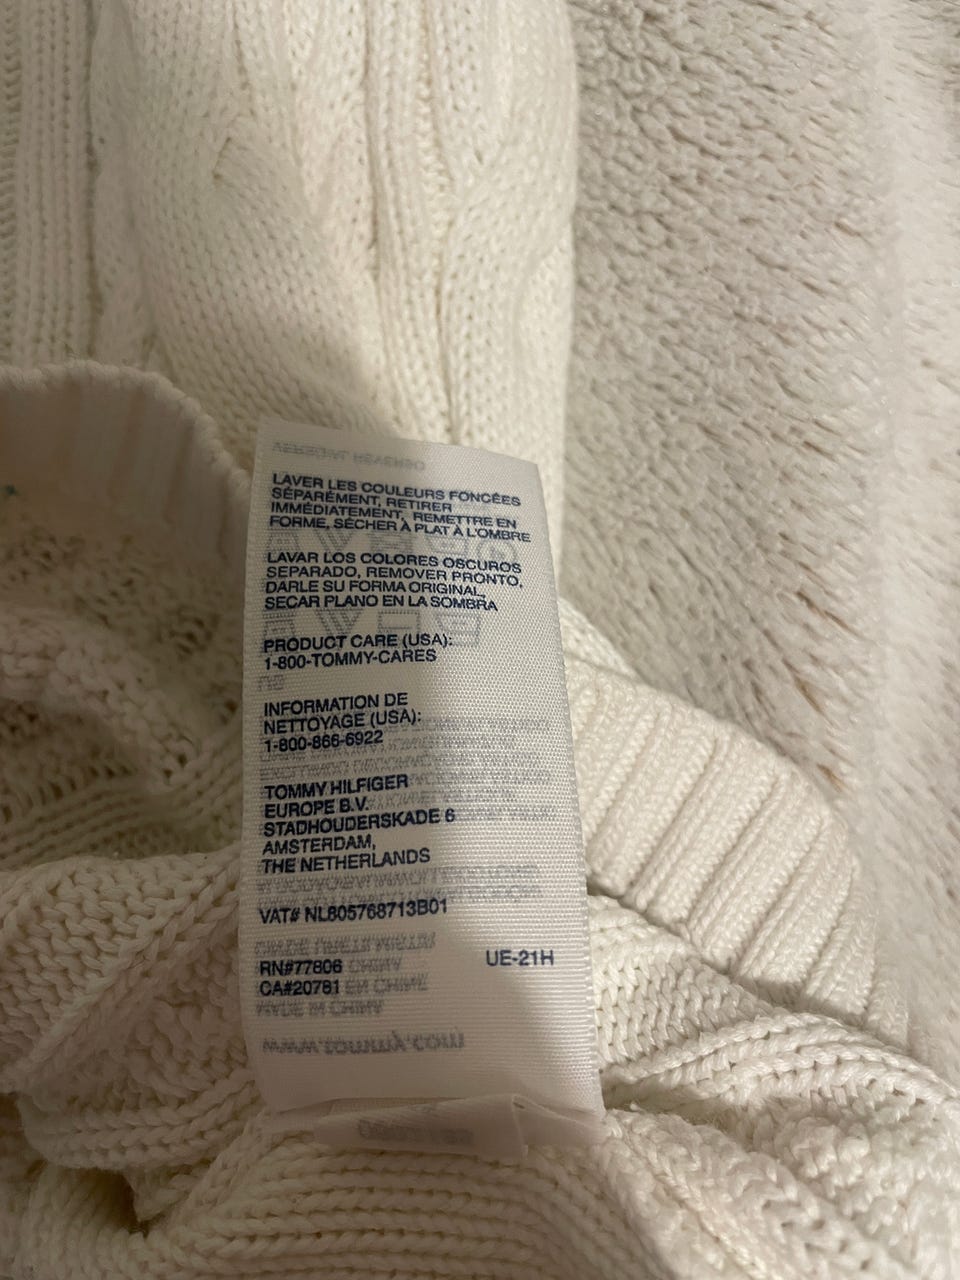 LAVER LES COULEURS FONCÉES
SÉPARÉMENT, RETIRER
IMMÉDIATEMENT, REMETTRE EN
FORME, SÉCHER À PLAT À L'OMBRE
LAVAR LOS COLORES OSCUROS
SEPARADO, REMOVER PRONTO,
DARLE SU FORMA ORIGINAL,
SECAR PLANO EN LA SOMBRA
PRODUCT CARE (USA):
1-800-TOMMY-CARES
INFORMATION DE
NETTOYAGE (USA):
1-800-866-6922
TOMMY HILFIGER
EUROPE B.V.
STADHOUDERSKADE 6
AMSTERDAM,
THE NETHERLANDS
VAT# NL805768713B01
RN#77806
CA#20781
UE-21H